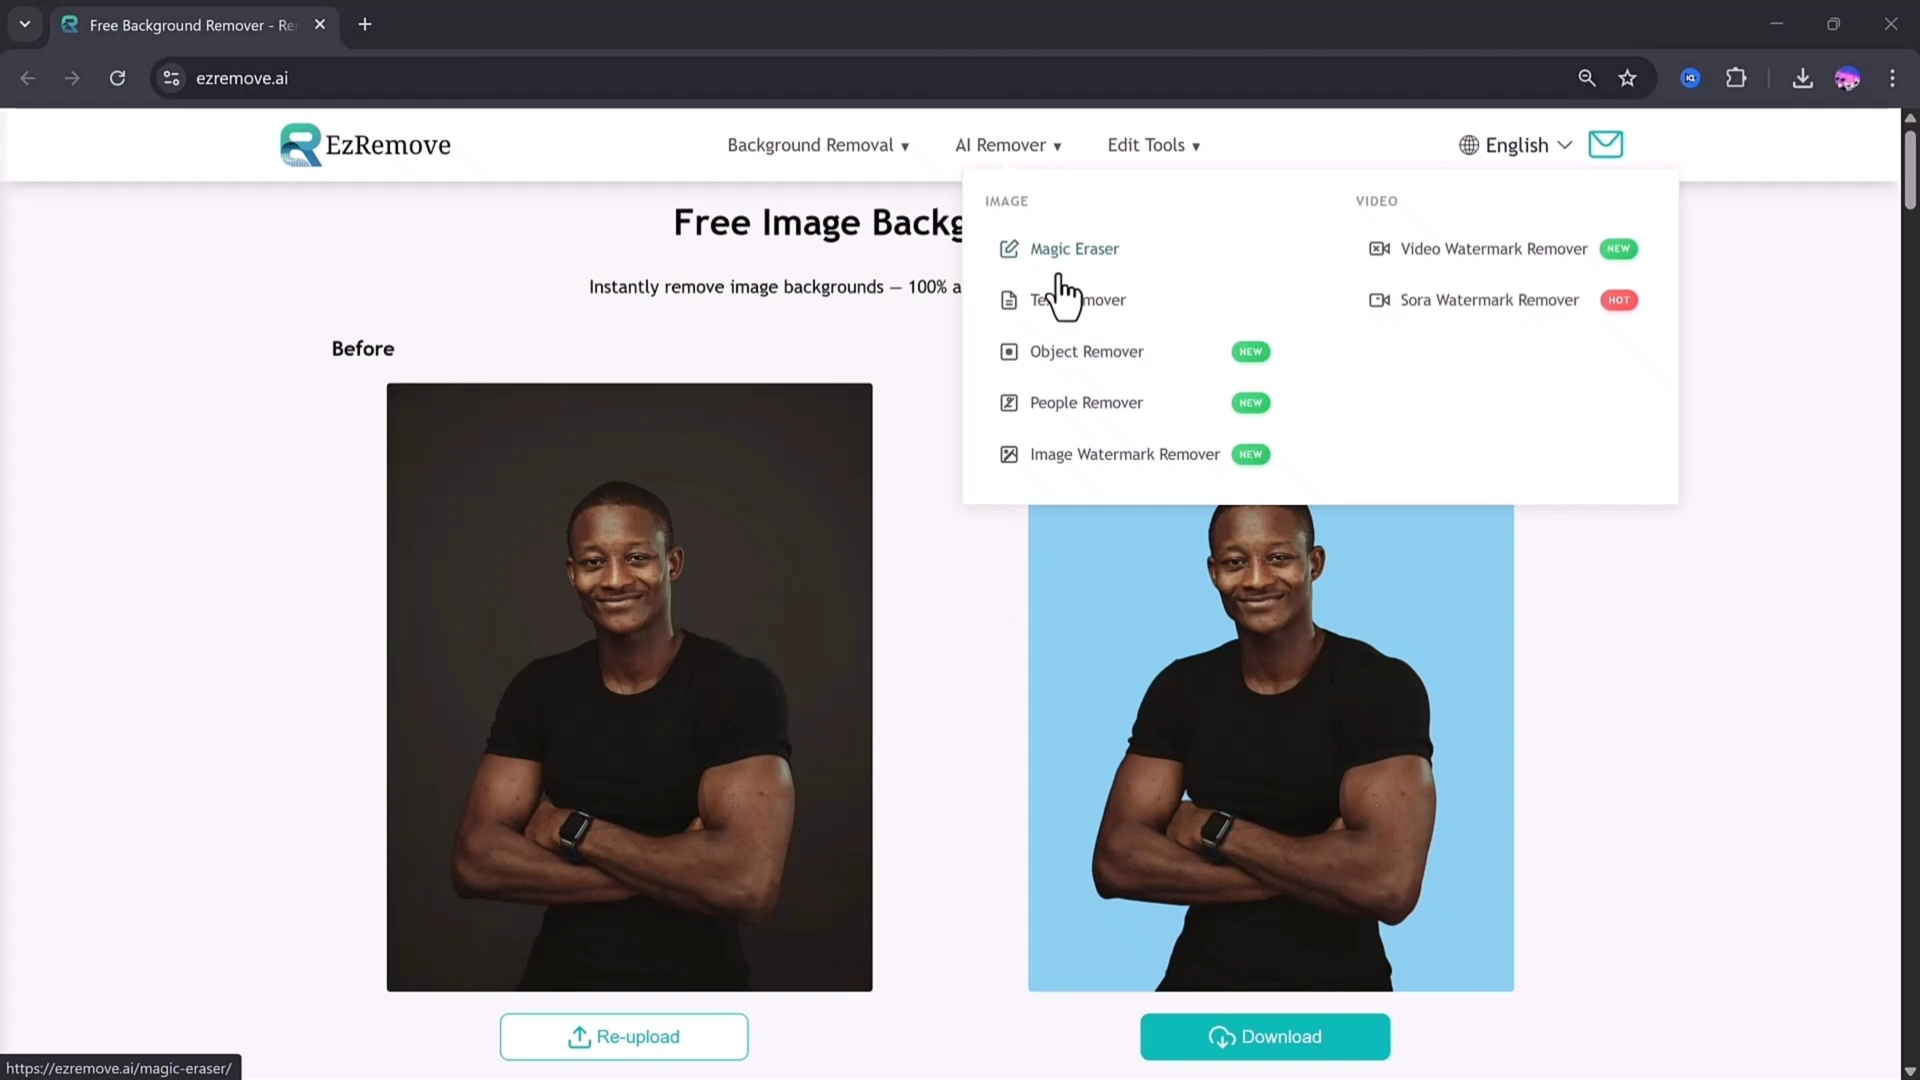 Free Background Remover - Re
ezremove.ai
EzRemove
Background Removal ▾
AI Remover ▾
Edit Tools ▾
English
Free Image Backg
Instantly remove image backgrounds — 100% a
IMAGE
Magic Eraser
Te mover
Object Remover NEW
People Remover NEW
Image Watermark Remover NEW
VIDEO
Video Watermark Remover NEW
Sora Watermark Remover HOT
Before
Re-upload
Download
https://ezremove.ai/magic-eraser/